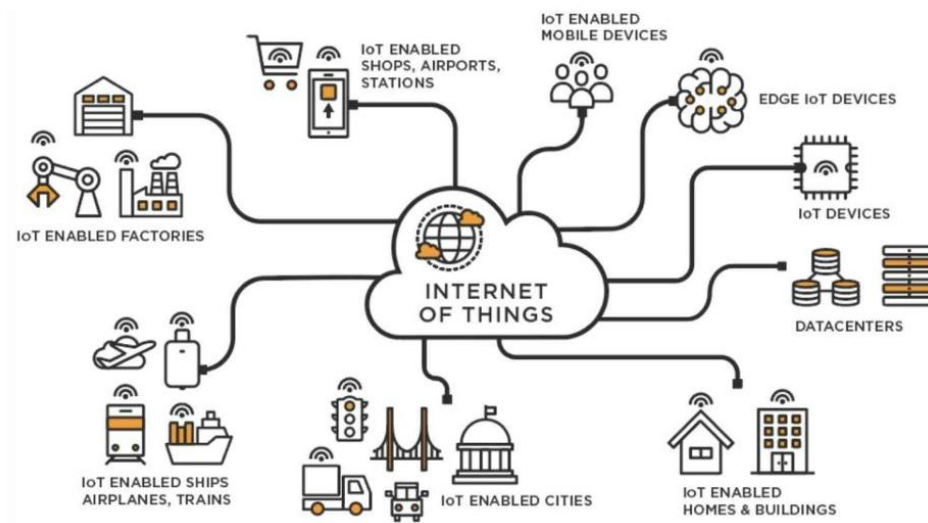 IoT ENABLED
MOBILE DEVICES
IoT ENABLED
SHOPS, AIRPORTS,
STATIONS
EDGE IoT DEVICES
IoT DEVICES
IoT ENABLED FACTORIES
INTERNET
OF THINGS
DATACENTERS
IoT ENABLED SHIPS
AIRPLANES, TRAINS
IoT ENABLED CITIES
IoT ENABLED
HOMES & BUILDINGS